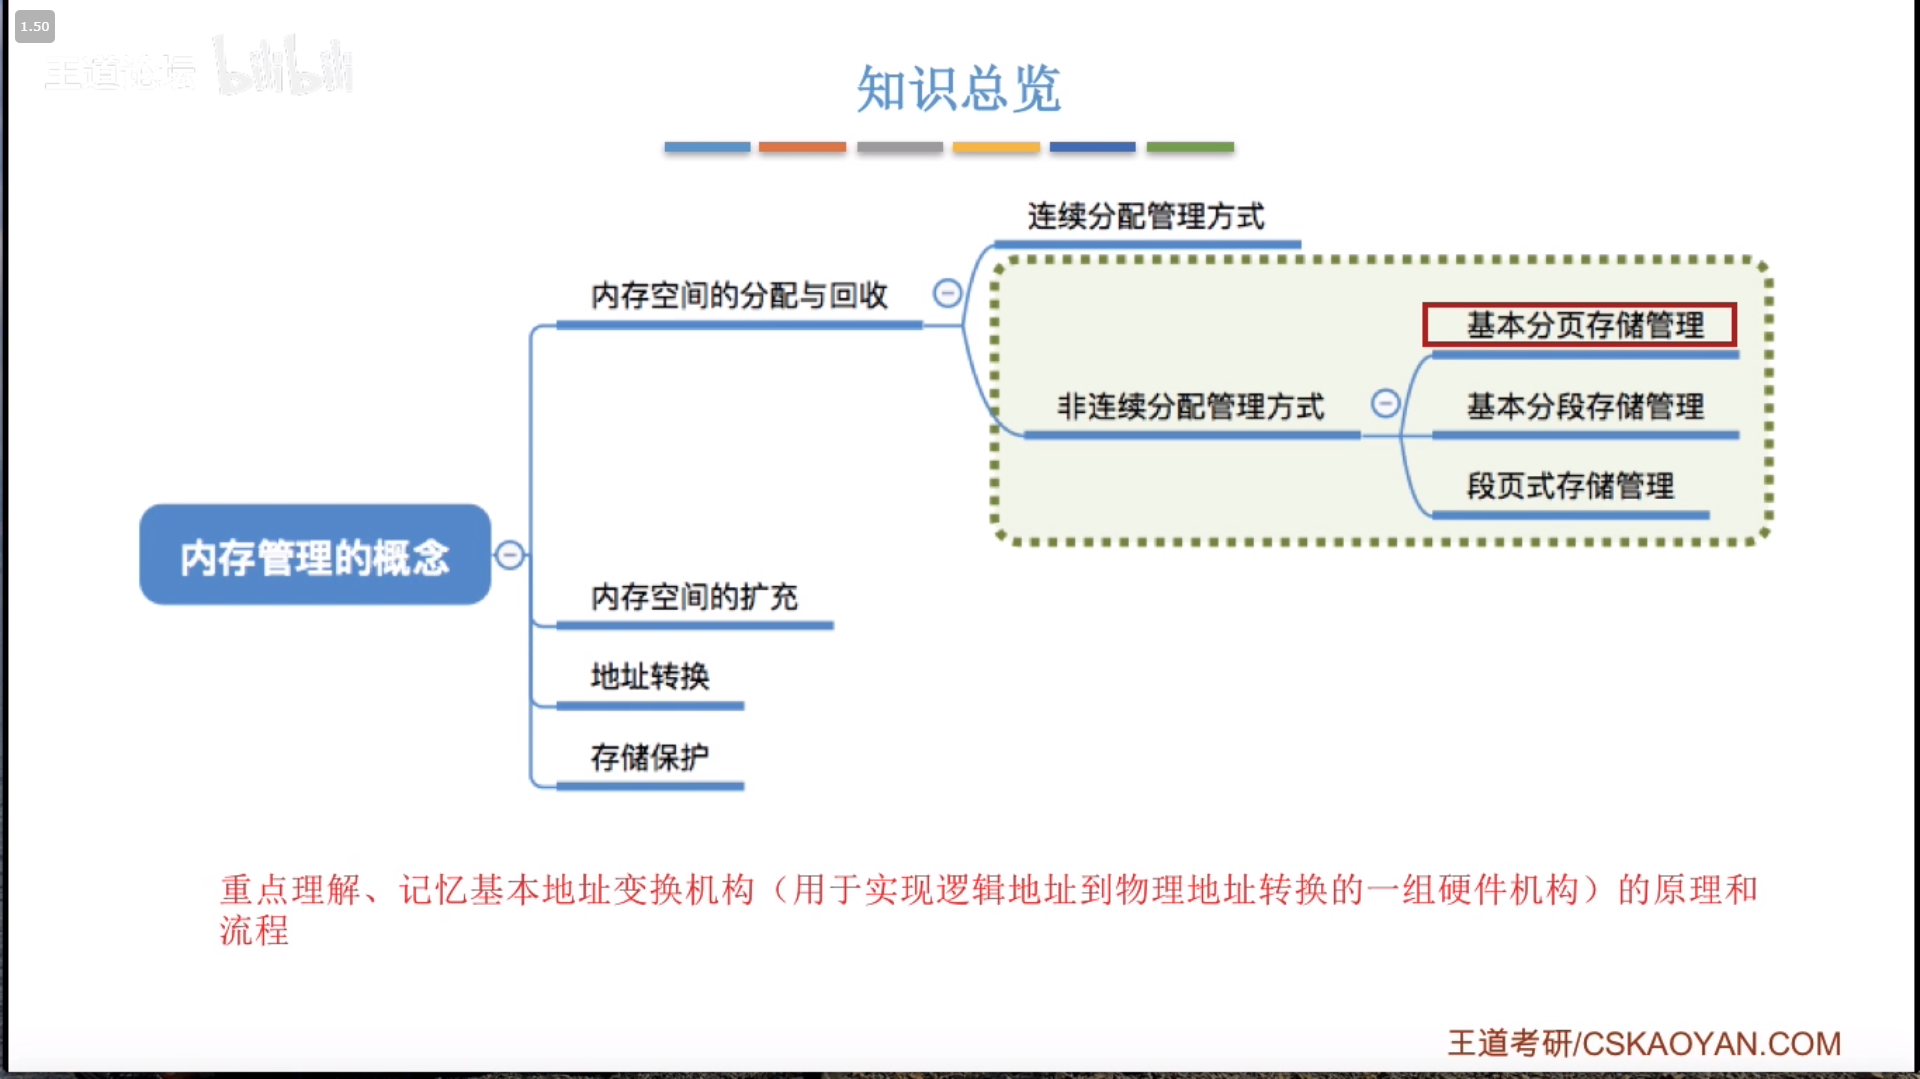 1.50
王道论坛 bilibili
知识总览
连续分配管理方式
内存空间的分配与回收
基本分页存储管理
非连续分配管理方式
基本分段存储管理
段页式存储管理
内存管理的概念
内存空间的扩充
地址转换
存储保护
重点理解、记忆基本地址变换机构（用于实现逻辑地址到物理地址转换的一组硬件机构）的原理和
流程
王道考研/CSKAOYAN.COM